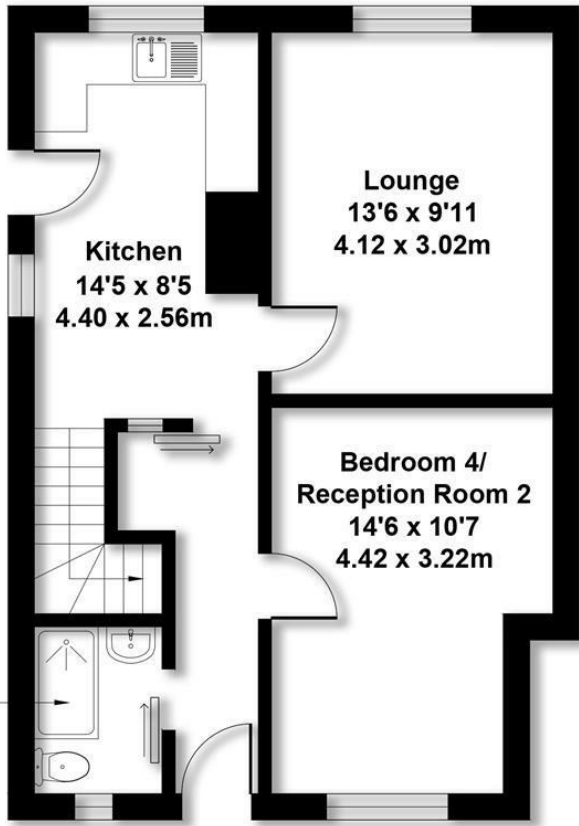 Lounge
13'6 x 9'11
4.12 x 3.02m
Kitchen
14'5 x 8'5
4.40 x 2.56m
Bedroom 4/
Reception Room 2
14'6 x 10'7
4.42 x 3.22m